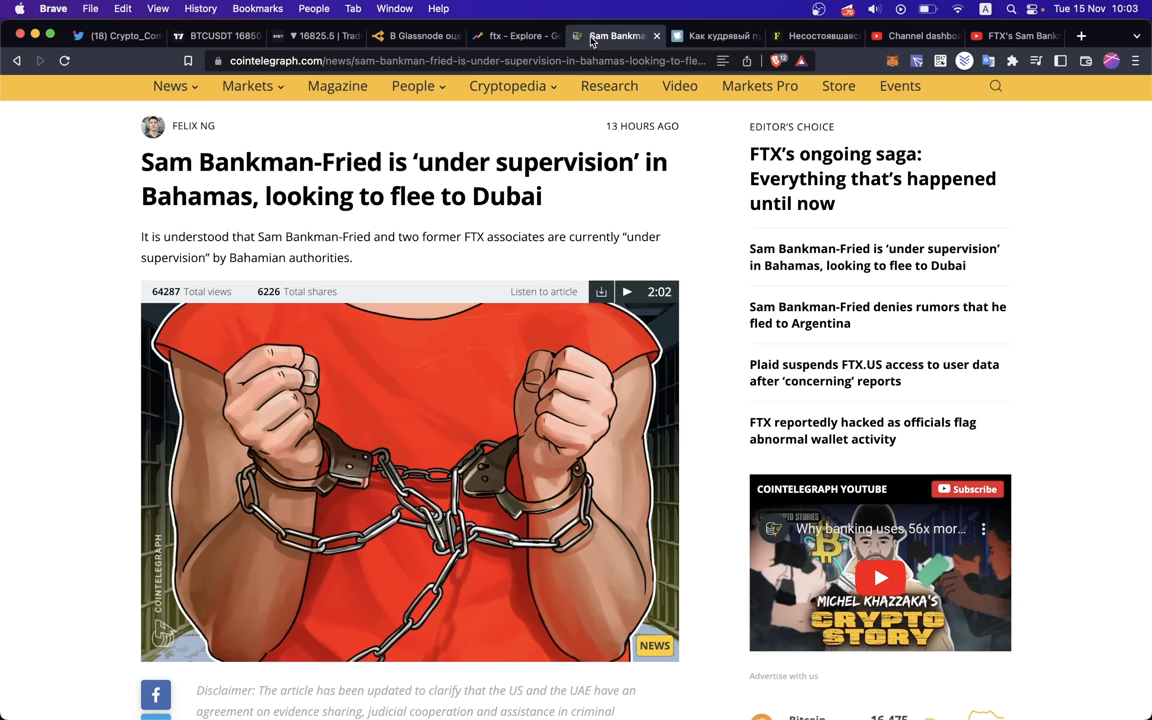 Brave File Edit View History Bookmarks People Tab Window Help
Tue 15 Nov 10:03
(18) Crypto_Con
BTCUSDT 16850
▼ 16825.5 | Trad
B Glassnode оце
ftx - Explore - Go
Sam Bankma
Как кудрявый п
Несостоявшаяс
Channel dashbo
FTX's Sam Bank
cointelegraph.com/news/sam-bankman-fried-is-under-supervision-in-bahamas-looking-to-fle...
News Markets Magazine People Cryptopedia Research Video Markets Pro Store Events
FELIX NG
13 HOURS AGO
Sam Bankman-Fried is ‘under supervision’ in
Bahamas, looking to flee to Dubai
It is understood that Sam Bankman-Fried and two former FTX associates are currently “under
supervision” by Bahamian authorities.
64287 Total views 6226 Total shares Listen to article 2:02
COINTELEGRAPH
NEWS
Disclaimer: The article has been updated to clarify that the US and the UAE have an
agreement on evidence sharing, judicial cooperation and assistance in criminal
EDITOR’S CHOICE
FTX’s ongoing saga:
Everything that’s happened
until now
Sam Bankman-Fried is ‘under supervision’
in Bahamas, looking to flee to Dubai
Sam Bankman-Fried denies rumors that he
fled to Argentina
Plaid suspends FTX.US access to user data
after ‘concerning’ reports
FTX reportedly hacked as officials flag
abnormal wallet activity
COINTELEGRAPH YOUTUBE
Subscribe
Why banking uses 56x mor...
MICHEL KHAZZAKA'S
CRYPTO
STORY
Advertise with us
Bitcoin 16,475